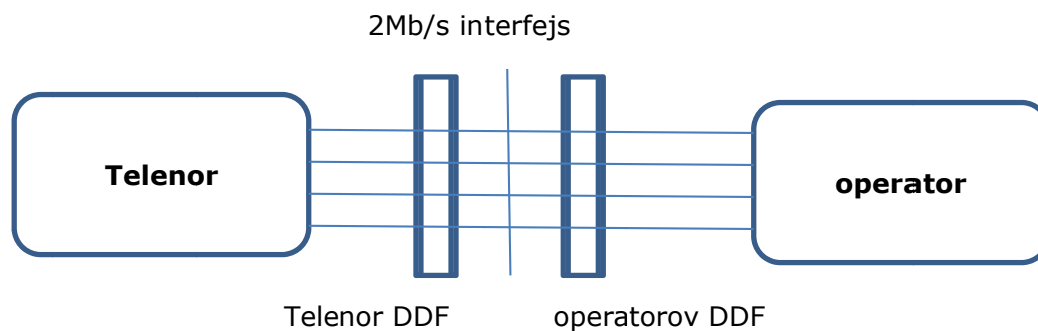 2Mb/s interfejs
Telenor
operator
Telenor DDF
operatorov DDF